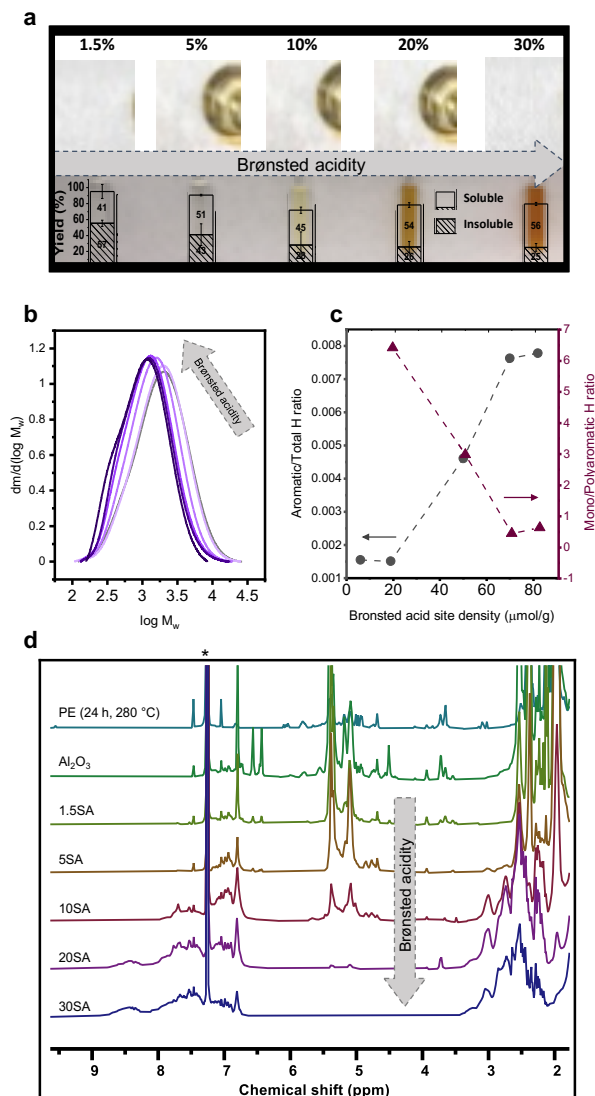 a
1.5% 5% 10% 20% 30%
Brønsted acidity
Yield (%)
100
80
60
40
20
41 51 45 54 56
57 43 28 26 25
Soluble
Insoluble
b
dm/d(log Mw)
1.2
0.9
0.6
0.3
0
2 2.5 3 3.5 4 4.5
log Mw
Brønsted acidity
c
Aromatic/Total H ratio
0.008
0.007
0.006
0.005
0.004
0.003
0.002
0.001
0 20 40 60 80
Bronsted acid site density (μmol/g)
7
6
5
4
3
2
1
0
-1
Mono/Polyaromatic H ratio
d
*
PE (24 h, 280 °C)
Al2O3
1.5SA
5SA
10SA
20SA
30SA
Brønsted acidity
9 8 7 6 5 4 3 2
Chemical shift (ppm)